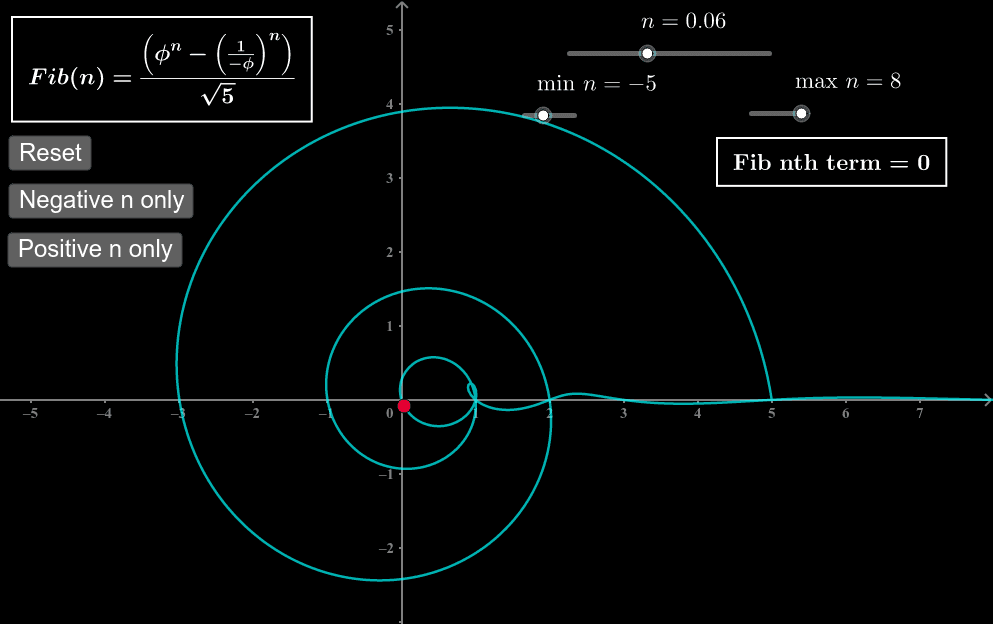 n = 0.06
min n = −5
max n = 8
Fib(n) = (ϕ^n − (1/−ϕ)^n)/√5
Fib nth term = 0
Reset
Negative n only
Positive n only
5
4
3
2
1
−5 −4 −3 −2 −1 0 1 2 3 4 5 6 7
−1
−2